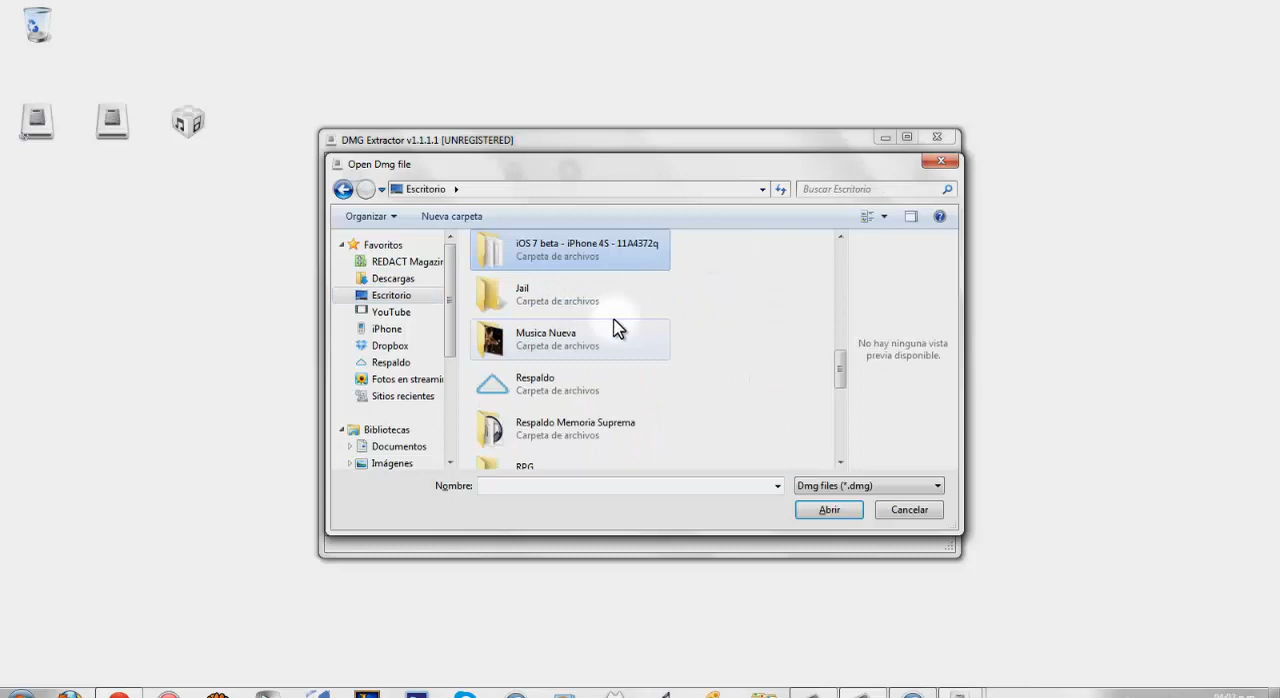 DMG Extractor v1.1.1.1 [UNREGISTERED]
Open Dmg file
Escritorio
Buscar Escritorio
Organizar
Nueva carpeta
Favoritos
REDACT Magazin
Descargas
Escritorio
YouTube
iPhone
Dropbox
Respaldo
Fotos en streami
Sitios recientes
Bibliotecas
Documentos
Imágenes
iOS 7 beta - iPhone 4S - 11A4372q
Carpeta de archivos
Jail
Carpeta de archivos
Musica Nueva
Carpeta de archivos
Respaldo
Carpeta de archivos
Respaldo Memoria Suprema
Carpeta de archivos
RPG
No hay ninguna vista
previa disponible.
Nombre:
Dmg files (*.dmg)
Abrir
Cancelar